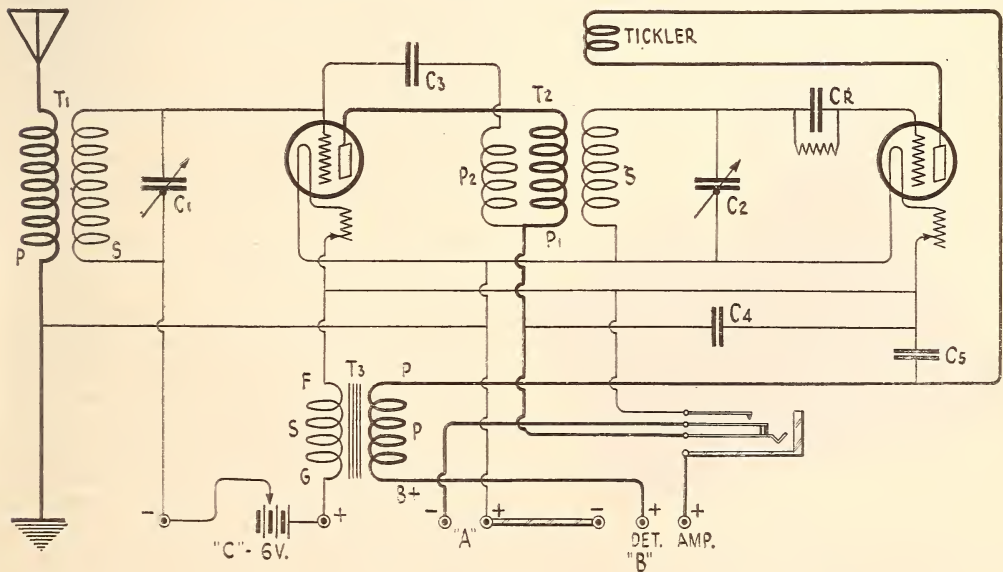 TICKLER
T1
C3
T2
CR
P2
S
C1
C2
P
S
P1
C4
C5
F
T3
P
S
P
G
B+
-
+
-
+
-
+
+
"C"- 6V.
"A"
DET.
AMP.
"B"